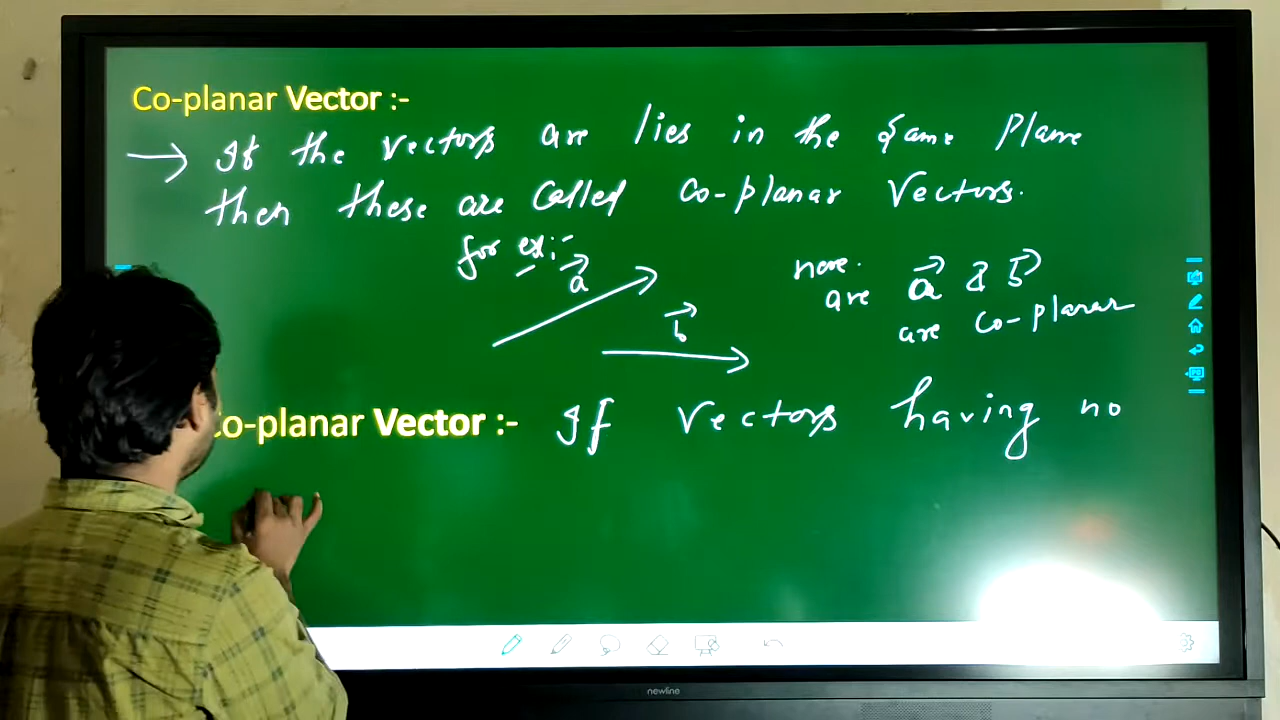 Co-planar Vector :-
→ If the vectors are lies in the same Plane
then these are Called Co-planar Vectors.
for ex:-
a
b
are a & b
are co-planar
Co-planar Vector :- If Vectors having no
newline